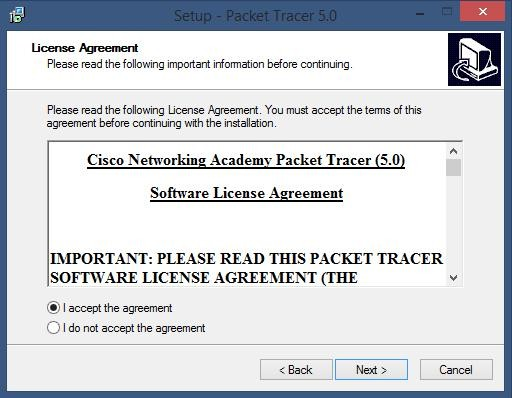 Setup - Packet Tracer 5.0
License Agreement
Please read the following important information before continuing.
Please read the following License Agreement. You must accept the terms of this
agreement before continuing with the installation.
Cisco Networking Academy Packet Tracer (5.0)
Software License Agreement
IMPORTANT: PLEASE READ THIS PACKET TRACER
SOFTWARE LICENSE AGREEMENT (THE
I accept the agreement
I do not accept the agreement
< Back
Next >
Cancel